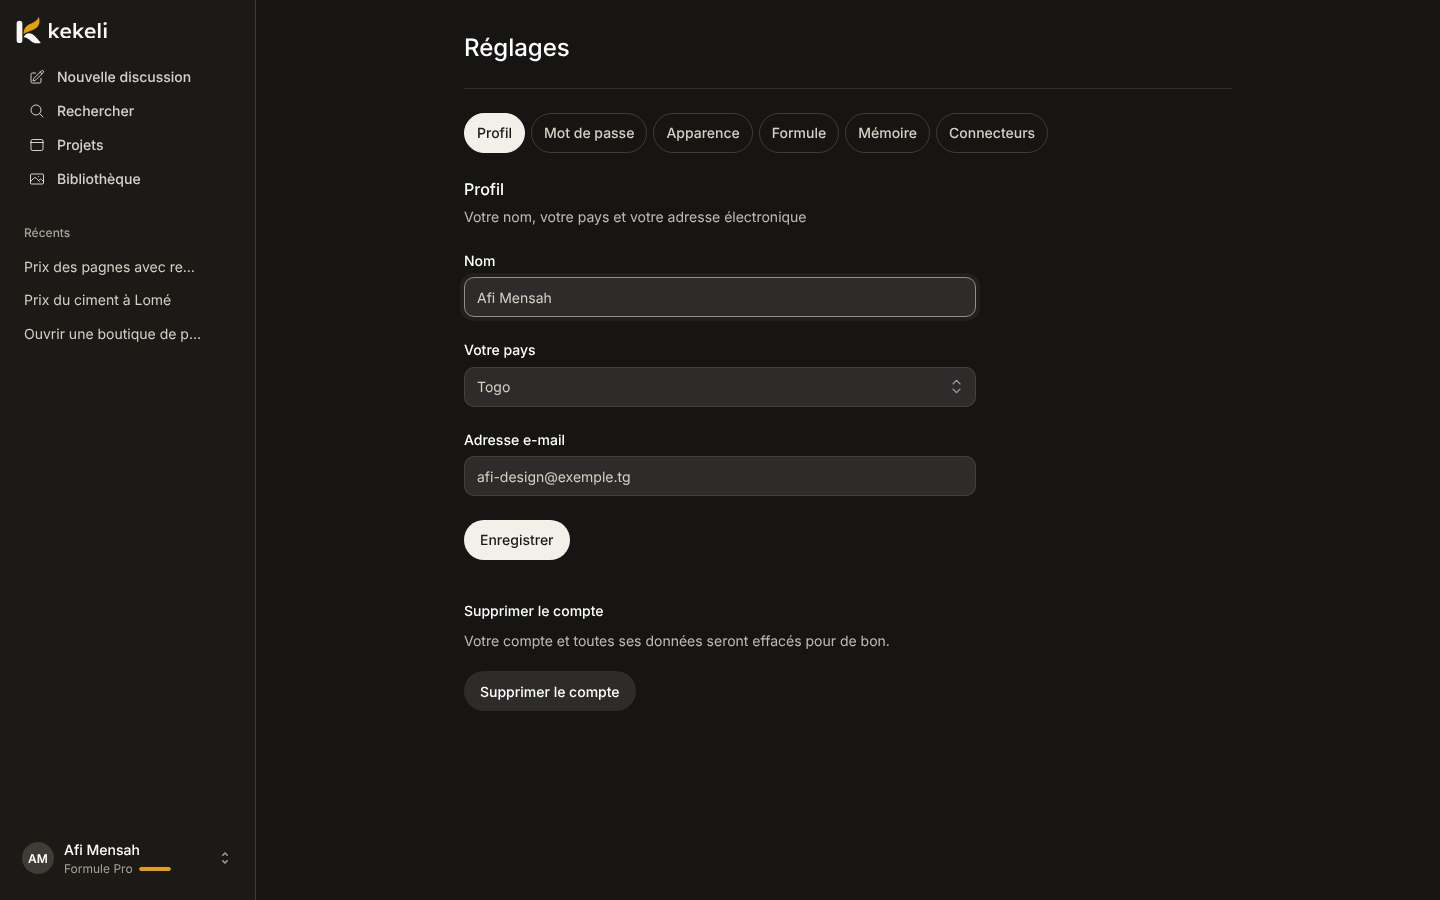 kekeli
Nouvelle discussion
Rechercher
Projets
Bibliothèque
Récents
Prix des pagnes avec re...
Prix du ciment à Lomé
Ouvrir une boutique de p...
AM
Afi Mensah
Formule Pro
Réglages
Profil
Mot de passe
Apparence
Formule
Mémoire
Connecteurs
Profil
Votre nom, votre pays et votre adresse électronique
Nom
Afi Mensah
Votre pays
Togo
Adresse e-mail
afi-design@exemple.tg
Enregistrer
Supprimer le compte
Votre compte et toutes ses données seront effacés pour de bon.
Supprimer le compte